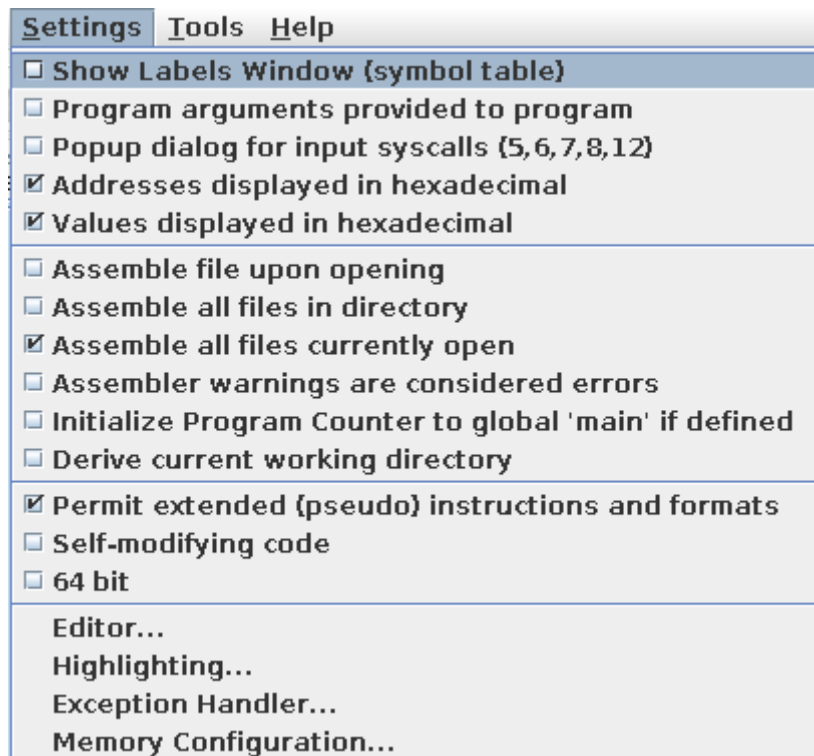 Settings Tools Help
Show Labels Window (symbol table)
Program arguments provided to program
Popup dialog for input syscalls (5,6,7,8,12)
Addresses displayed in hexadecimal
Values displayed in hexadecimal
Assemble file upon opening
Assemble all files in directory
Assemble all files currently open
Assembler warnings are considered errors
Initialize Program Counter to global 'main' if defined
Derive current working directory
Permit extended (pseudo) instructions and formats
Self-modifying code
64 bit
Editor...
Highlighting...
Exception Handler...
Memory Configuration...